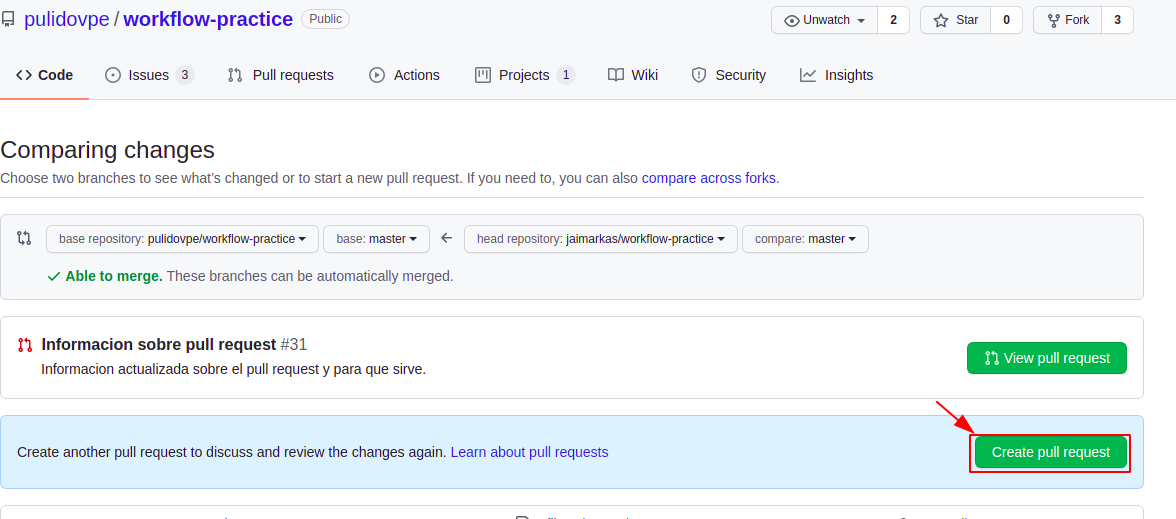 pulidovpe / workflow-practice Public Unwatch 2 Star 0 Fork 3
Code Issues 3 Pull requests Actions Projects 1 Wiki Security Insights
Comparing changes
Choose two branches to see what's changed or to start a new pull request. If you need to, you can also compare across forks.
base repository: pulidovpe/workflow-practice base: master head repository: jaimarkas/workflow-practice compare: master
Able to merge. These branches can be automatically merged.
Informacion sobre pull request #31
Informacion actualizada sobre el pull request y para que sirve.
View pull request
Create another pull request to discuss and review the changes again. Learn about pull requests
Create pull request